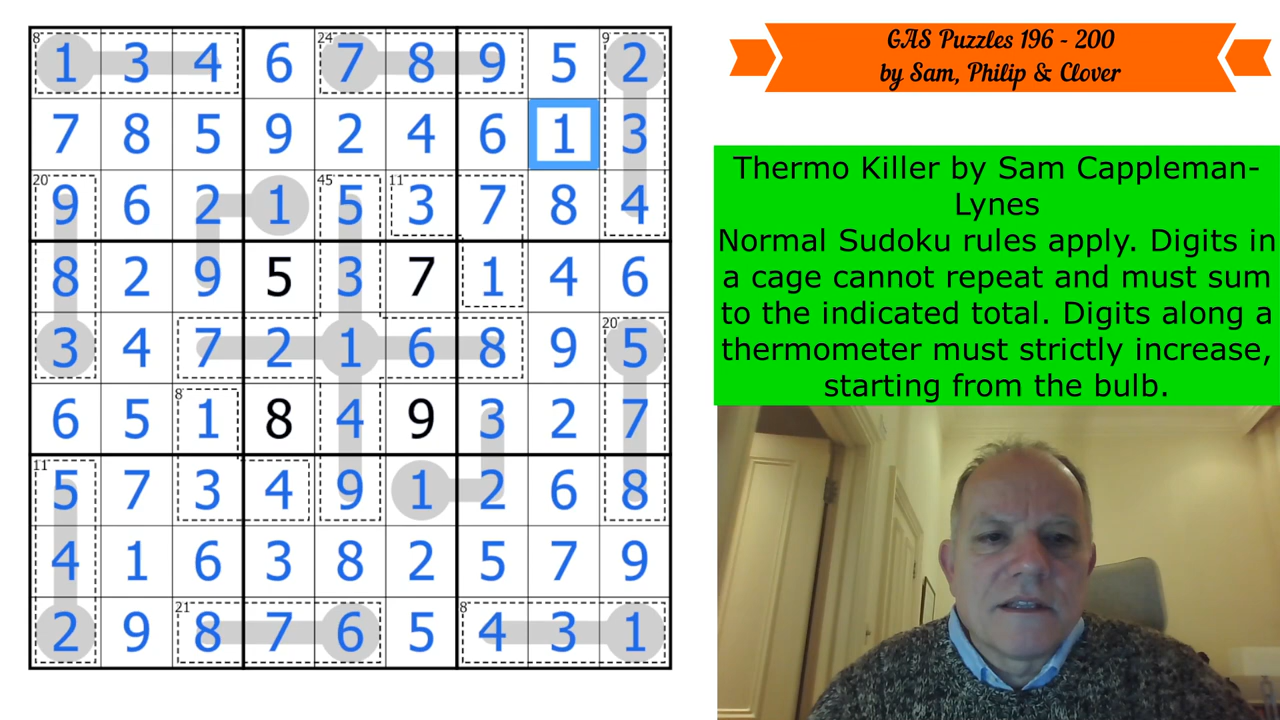 GAS Puzzles 196 - 200
by Sam, Philip & Clover
Thermo Killer by Sam Cappleman-
Lynes
Normal Sudoku rules apply. Digits in
a cage cannot repeat and must sum
to the indicated total. Digits along a
thermometer must strictly increase,
starting from the bulb.
8 24 9
1 3 4 6 7 8 9 5 2
7 8 5 9 2 4 6 1 3
20 45 11
9 6 2 1 5 3 7 8 4
8 2 9 5 3 7 1 4 6
20
3 4 7 2 1 6 8 9 5
8
6 5 1 8 4 9 3 2 7
11
5 7 3 4 9 1 2 6 8
4 1 6 3 8 2 5 7 9
21 8
2 9 8 7 6 5 4 3 1